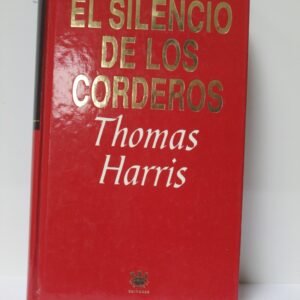 EL SILENCIO
DE LOS
CORDEROS
Thomas
Harris